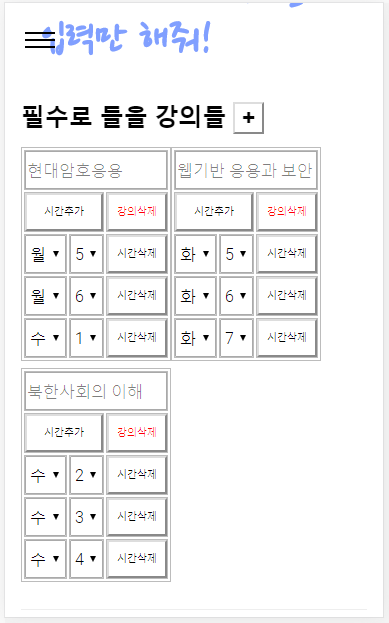 입력만 해줘!
필수로 들을 강의들 +
현대암호응용
시간추가 강의삭제
월 5 시간삭제
월 6 시간삭제
수 1 시간삭제
웹기반 응용과 보안
시간추가 강의삭제
화 5 시간삭제
화 6 시간삭제
화 7 시간삭제
북한사회의 이해
시간추가 강의삭제
수 2 시간삭제
수 3 시간삭제
수 4 시간삭제